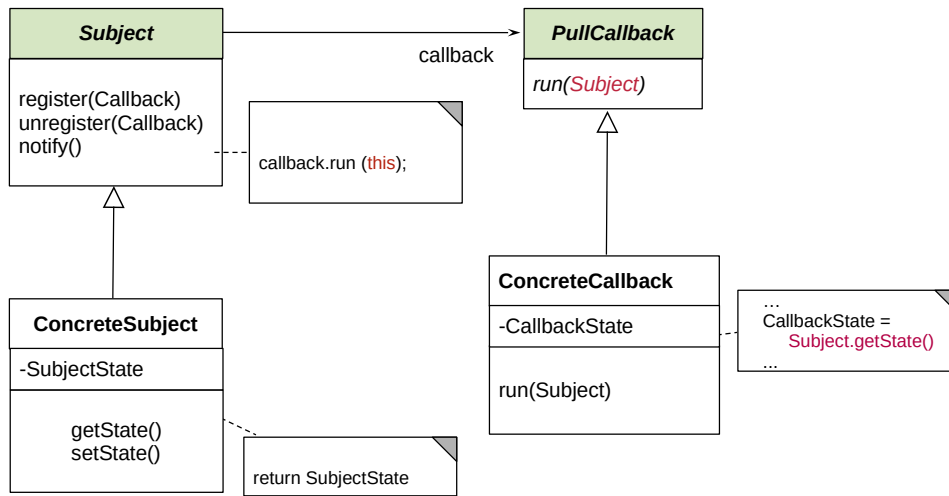 Subject
PullCallback
callback
run(Subject)
register(Callback)
unregister(Callback)
notify()
callback.run (this);
ConcreteSubject
-SubjectState
getState()
setState()
return SubjectState
ConcreteCallback
-CallbackState
run(Subject)
...
CallbackState =
Subject.getState()
...